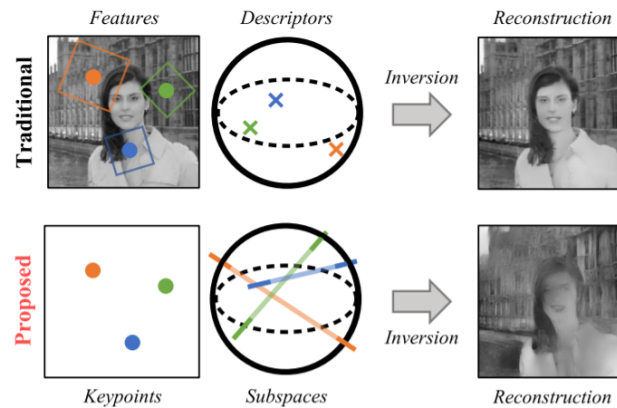 Features
Descriptors
Reconstruction
Traditional
Inversion
Proposed
Inversion
Keypoints
Subspaces
Reconstruction